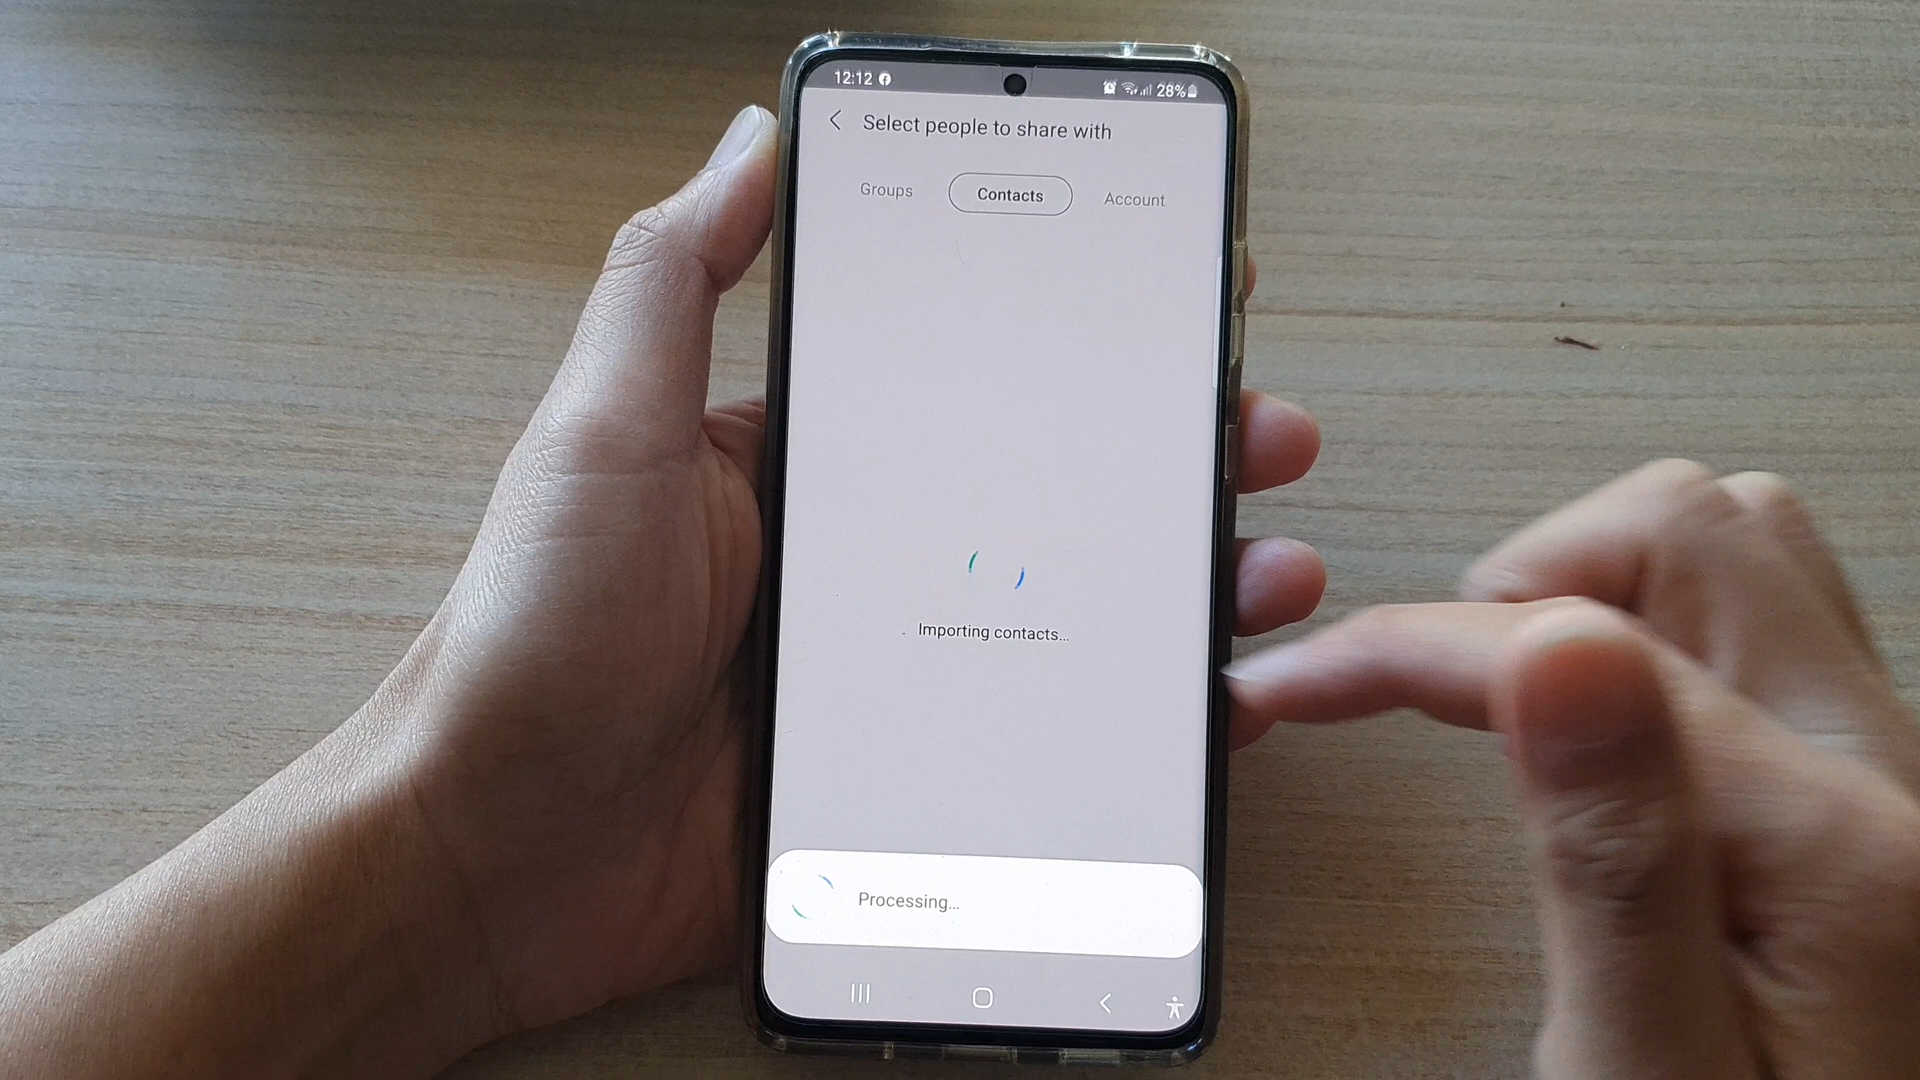 12:12 28%
Select people to share with
Groups Contacts Account
Importing contacts...
Processing...